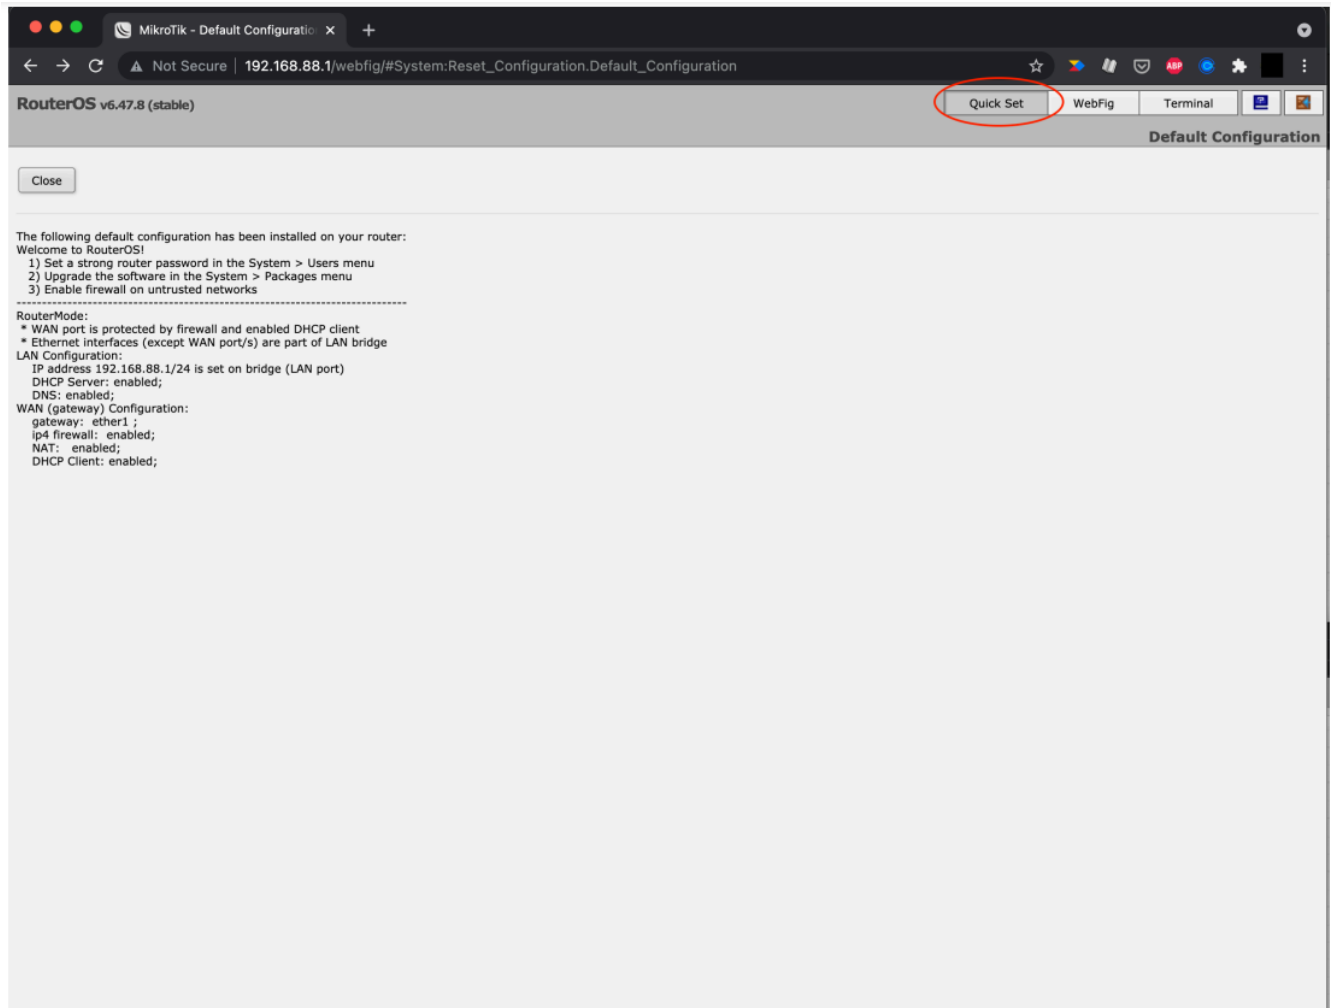 MikroTik - Default Configuratio
Not Secure | 192.168.88.1/webfig/#System:Reset_Configuration.Default_Configuration
ABP
RouterOS v6.47.8 (stable)
Quick Set
WebFig
Terminal
Default Configuration
Close
The following default configuration has been installed on your router:
Welcome to RouterOS!
1) Set a strong router password in the System > Users menu
2) Upgrade the software in the System > Packages menu
3) Enable firewall on untrusted networks
--------------------------------------------------------------------------------
RouterMode:
* WAN port is protected by firewall and enabled DHCP client
* Ethernet interfaces (except WAN port/s) are part of LAN bridge
LAN Configuration:
IP address 192.168.88.1/24 is set on bridge (LAN port)
DHCP Server: enabled;
DNS: enabled;
WAN (gateway) Configuration:
gateway: ether1 ;
ip4 firewall: enabled;
NAT: enabled;
DHCP Client: enabled;